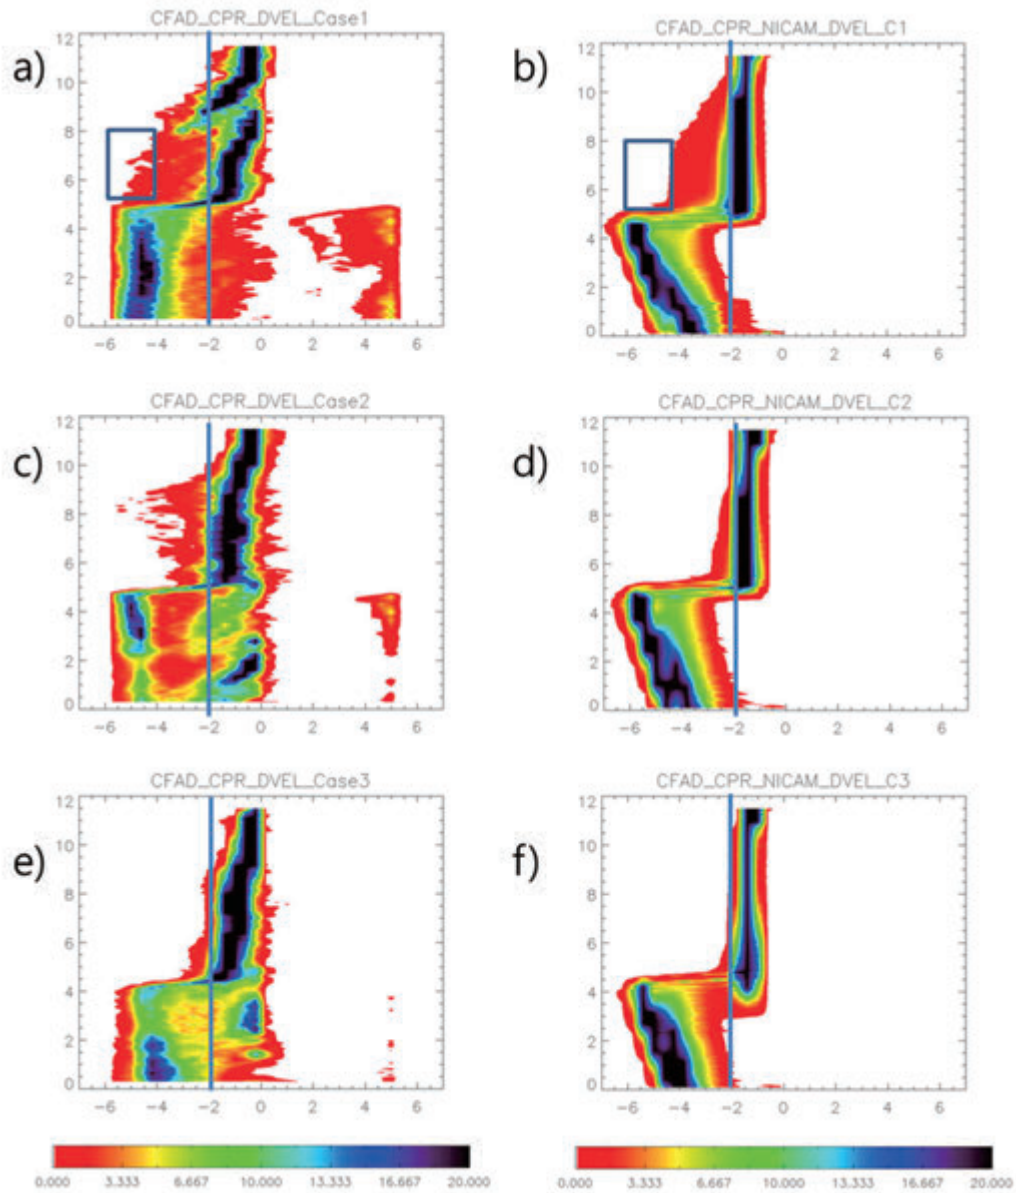 CFAD_CPR_DVEL_Case1
CFAD_CPR_NICAM_DVEL_C1
a)
12
10
8
6
4
2
0
-6 -4 -2 0 2 4 6
b)
12
10
8
6
4
2
0
-6 -4 -2 0 2 4 6
CFAD_CPR_DVEL_Case2
CFAD_CPR_NICAM_DVEL_C2
c)
12
10
8
6
4
2
0
-6 -4 -2 0 2 4 6
d)
12
10
8
6
4
2
0
-6 -4 -2 0 2 4 6
CFAD_CPR_DVEL_Case3
CFAD_CPR_NICAM_DVEL_C3
e)
12
10
8
6
4
2
0
-6 -4 -2 0 2 4 6
f)
12
10
8
6
4
2
0
-6 -4 -2 0 2 4 6
0.000 3.333 6.667 10.000 13.333 16.667 20.000
0.000 3.333 6.667 10.000 13.333 16.667 20.000